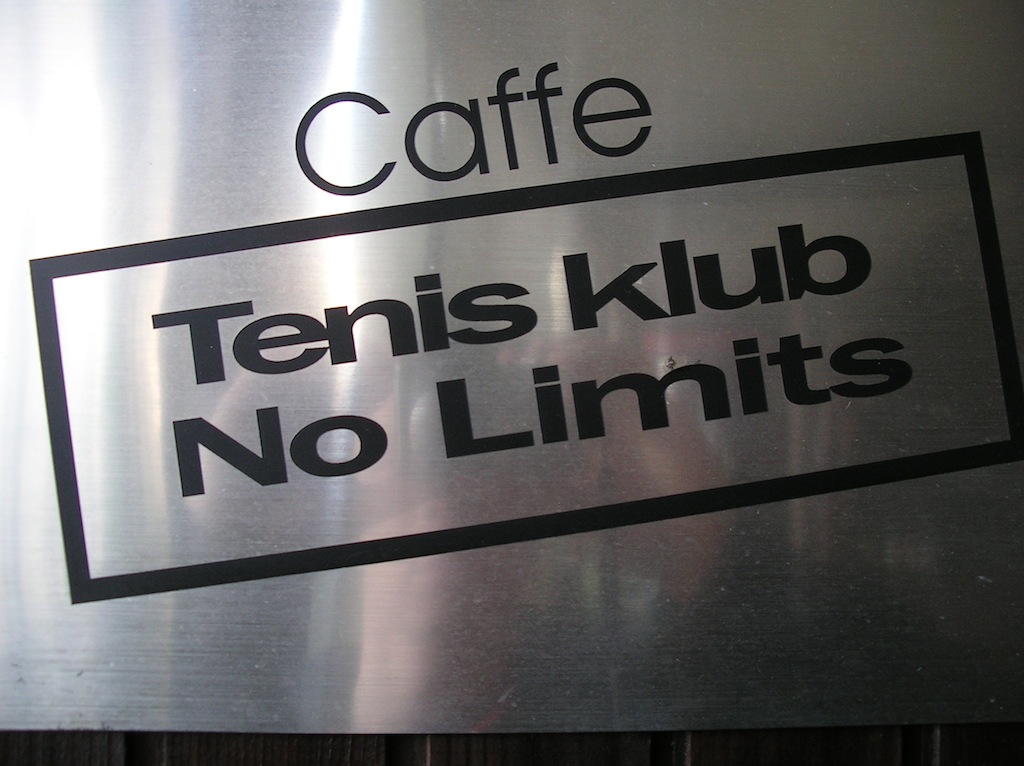 Caffe
Tenis klub
No Limits